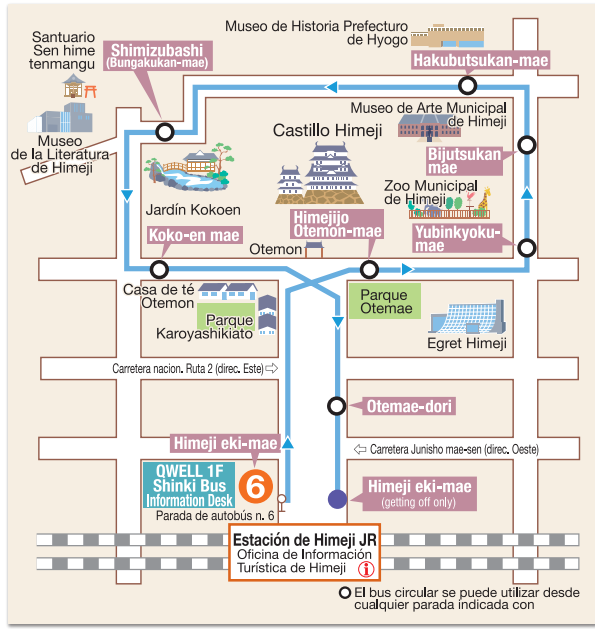 Museo de Historia Prefecturo
de Hyogo
Santuario
Sen hime
tenmangu
Shimizubashi
(Bungakukan-mae)
Hakubutsukan-mae
Museo de Arte Municipal
de Himeji
Museo
de la Literatura
de Himeji
Castillo Himeji
Bijutsukan
mae
Zoo Municipal
de Himeji
Jardín Kokoen
Koko-en mae
Otemon
Himejijo
Otemon-mae
Yubinkyoku-
mae
Casa de té
Otemon
Parque
Karoyashikiato
Parque
Otemae
Egret Himeji
Carretera nacion. Ruta 2 (direc. Este) ⇨
Otemae-dori
Himeji eki-mae
⇦ Carretera Junisho mae-sen (direc. Oeste)
QWELL 1F
Shinki Bus
Information Desk
6
Himeji eki-mae
(getting off only)
Parada de autobús n. 6
Estación de Himeji JR
Oficina de Información
Turística de Himeji i
El bus circular se puede utilizar desde
cualquier parada indicada con